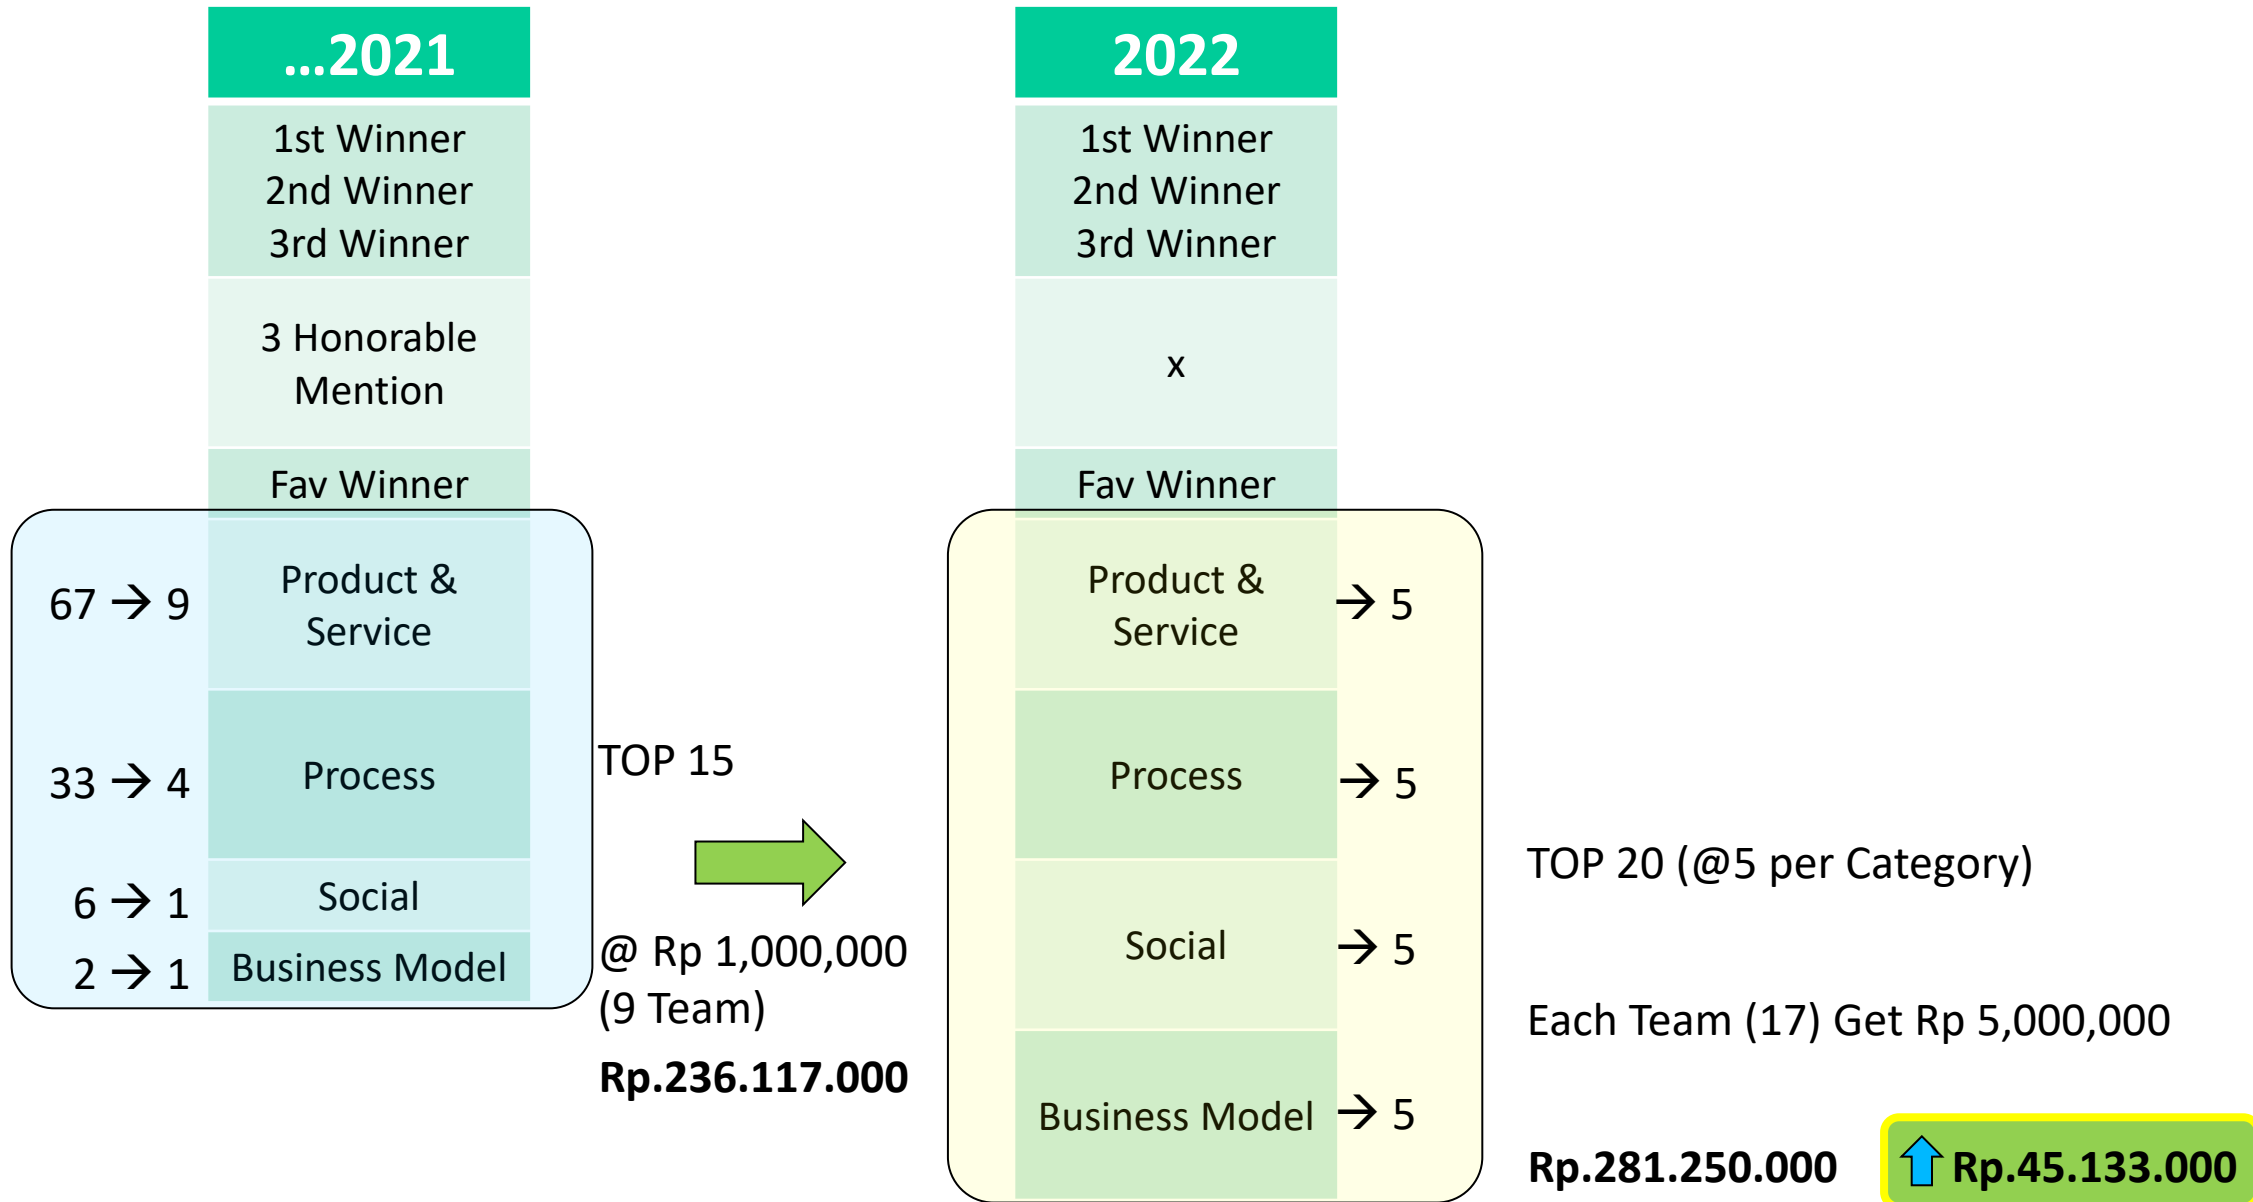 ...2021
1st Winner
2nd Winner
3rd Winner
3 Honorable
Mention
Fav Winner
67 → 9
Product &
Service
33 → 4
Process
6 → 1
Social
2 → 1
Business Model
TOP 15
@ Rp 1,000,000
(9 Team)
Rp.236.117.000
2022
1st Winner
2nd Winner
3rd Winner
x
Fav Winner
Product &
Service
→ 5
Process
→ 5
Social
→ 5
Business Model
→ 5
TOP 20 (@5 per Category)
Each Team (17) Get Rp 5,000,000
Rp.281.250.000
Rp.45.133.000